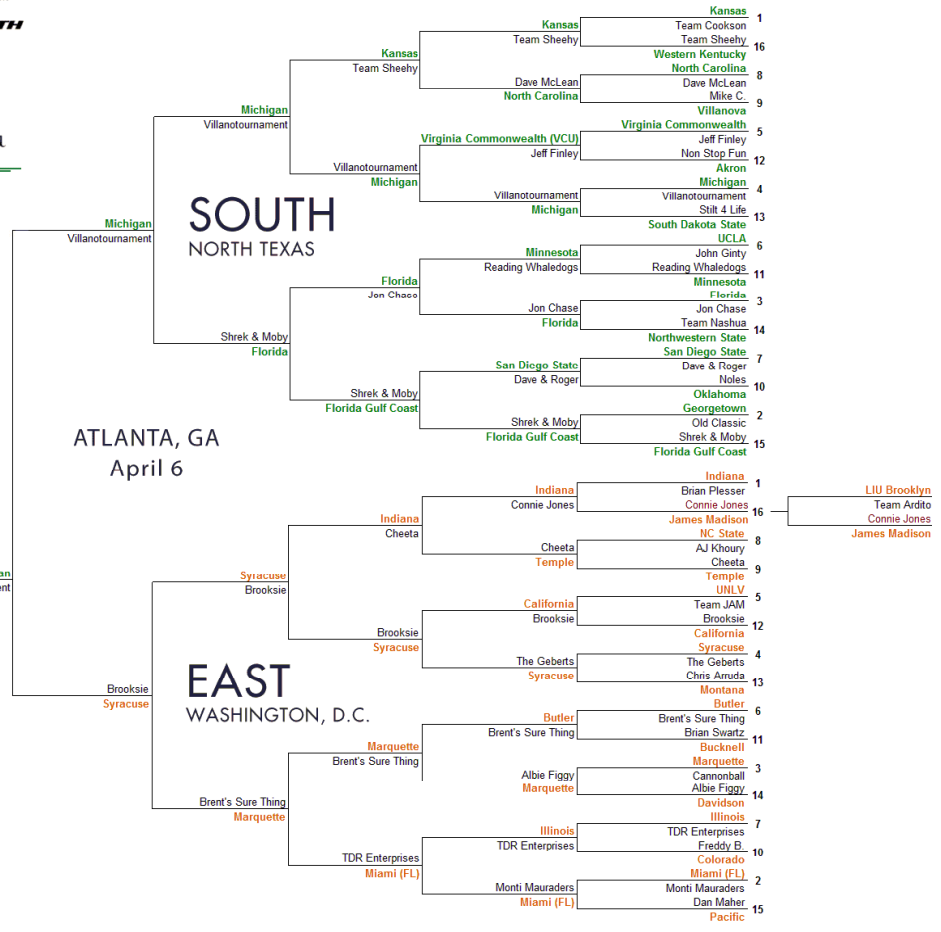 TH
Kansas
1
Kansas
Team Cookson
Team Sheehy
Team Sheehy
16
Kansas
Western Kentucky
Team Sheehy
North Carolina
8
Dave McLean
Dave McLean
North Carolina
Mike C.
9
Michigan
Villanova
Villanotournament
Virginia Commonwealth
5
Virginia Commonwealth (VCU)
Jeff Finley
Jeff Finley
Non Stop Fun
12
Villanotournament
Akron
Michigan
Michigan
4
Villanotournament
Villanotournament
Michigan
Stilt 4 Life
13
SOUTH
NORTH TEXAS
Michigan
South Dakota State
Villanotournament
UCLA
6
Minnesota
John Ginty
Reading Whaledogs
Reading Whaledogs
11
Florida
Minnesota
Jon Chase
Florida
3
Jon Chase
Jon Chase
Florida
Team Nashua
14
Shrek & Moby
Northwestern State
Florida
San Diego State
7
San Diego State
Dave & Roger
Dave & Roger
Noles
10
Shrek & Moby
Oklahoma
Florida Gulf Coast
Georgetown
2
Shrek & Moby
Old Classic
Florida Gulf Coast
Shrek & Moby
15
Florida Gulf Coast
ATLANTA, GA
April 6
Indiana
1
Indiana
Brian Plesser
LIU Brooklyn
Connie Jones
Connie Jones
16
Team Ardito
Indiana
James Madison
Connie Jones
Cheeta
NC State
8
James Madison
Cheeta
AJ Khoury
Temple
Cheeta
9
an
Syracuse
Temple
ent
Brooksie
UNLV
5
California
Team JAM
Brooksie
Brooksie
12
Brooksie
California
Syracuse
Syracuse
4
The Geberts
The Geberts
Syracuse
Chris Arruda
13
EAST
WASHINGTON, D.C.
Brooksie
Montana
Syracuse
Butler
6
Butler
Brent's Sure Thing
Brent's Sure Thing
Brian Swartz
11
Marquette
Bucknell
Brent's Sure Thing
Marquette
3
Albie Figgy
Cannonball
Marquette
Albie Figgy
14
Brent's Sure Thing
Davidson
Marquette
Illinois
7
Illinois
TDR Enterprises
TDR Enterprises
Freddy B.
10
TDR Enterprises
Colorado
Miami (FL)
Miami (FL)
2
Monti Mauraders
Monti Mauraders
Miami (FL)
Dan Maher
15
Pacific